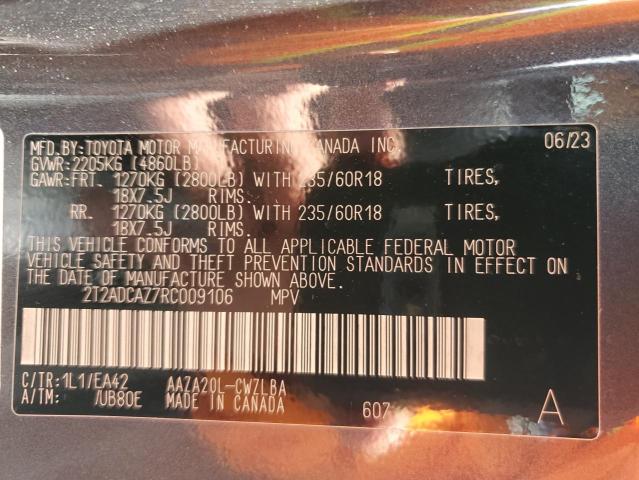 MFD.BY:TOYOTA MOTOR MANUFACTURING CANADA INC. 06/23
GVWR:2205KG (4860LB)
GAWR:FRT. 1270KG (2800LB) WITH 235/60R18 TIRES,
18X7.5J RIMS.
RR. 1270KG (2800LB) WITH 235/60R18 TIRES,
18X7.5J RIMS.
THIS VEHICLE CONFORMS TO ALL APPLICABLE FEDERAL MOTOR
VEHICLE SAFETY AND THEFT PREVENTION STANDARDS IN EFFECT ON
THE DATE OF MANUFACTURE SHOWN ABOVE.
2T2ADCAZ7RC009106 MPV
C/TR:1L1/EA42 AAZA20L-CWZLBA
A/TM: /UB80E MADE IN CANADA 607 A